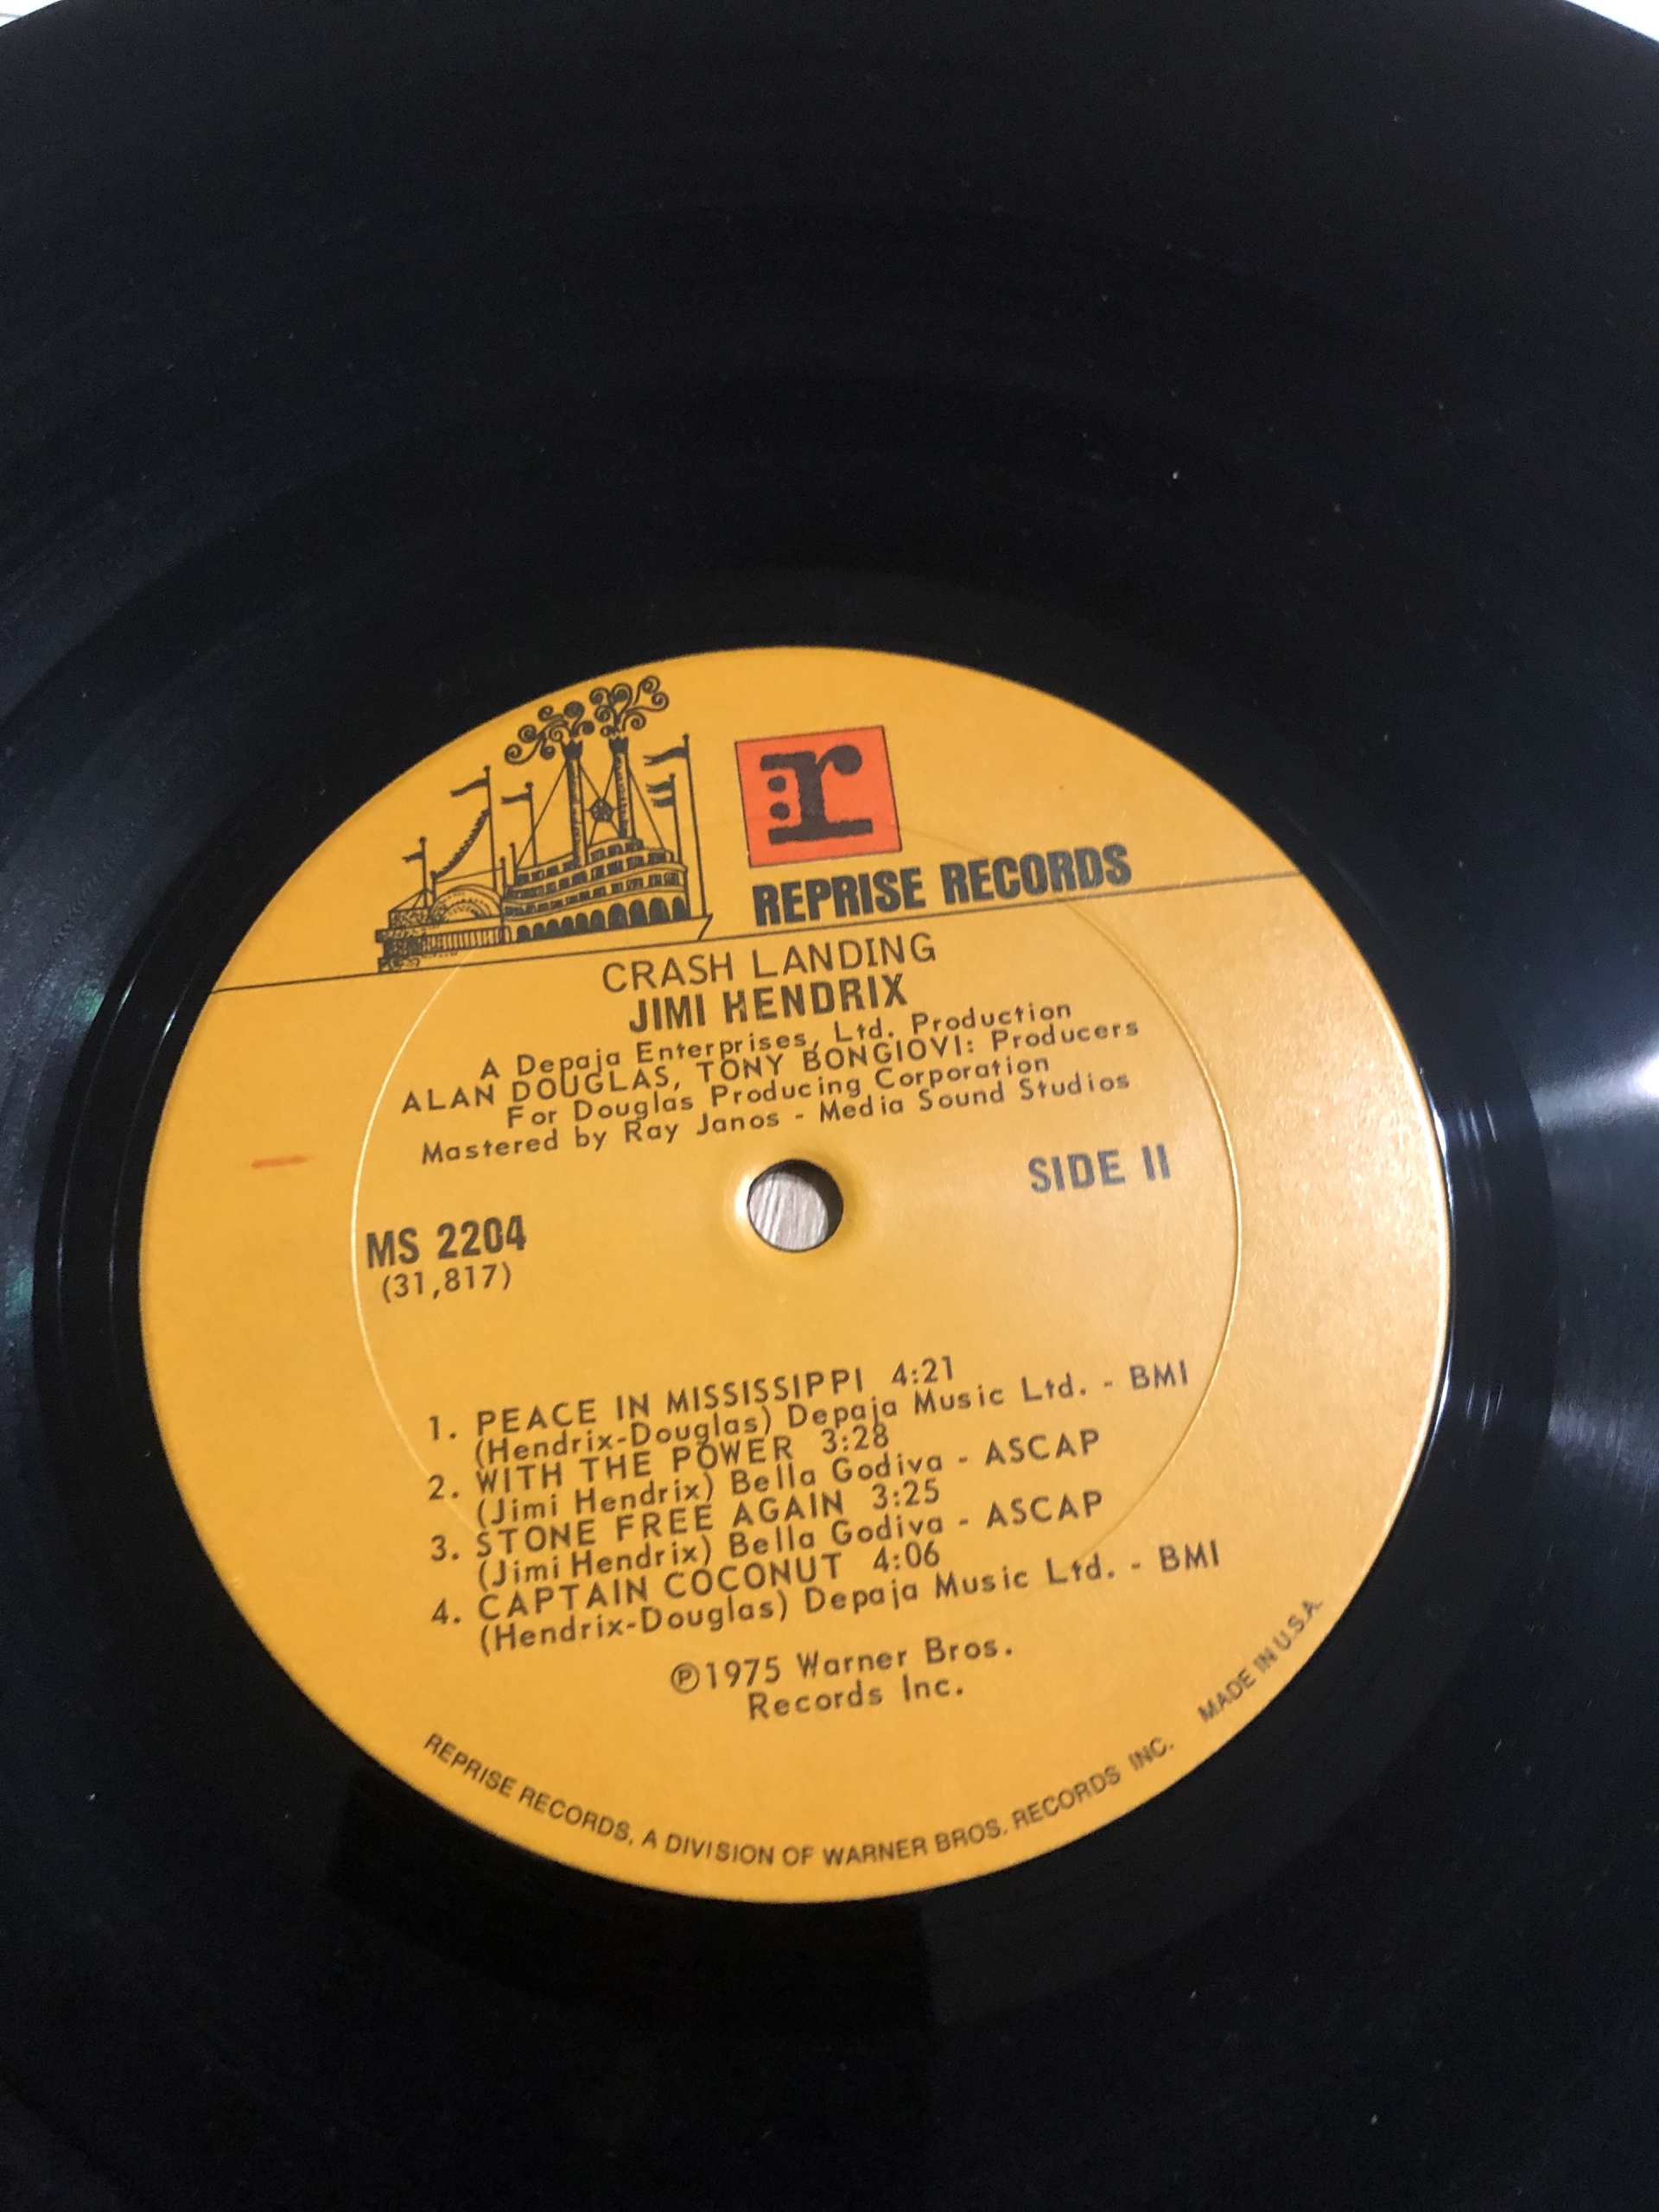 r
REPRISE RECORDS
CRASH LANDING
JIMI HENDRIX
A Depaja Enterprises, Ltd. Production
ALAN DOUGLAS, TONY BONGIOVI: Producers
For Douglas Producing Corporation
Mastered by Ray Janos - Media Sound Studios
SIDE II
MS 2204
(31,817)
1. PEACE IN MISSISSIPPI 4:21
(Hendrix-Douglas) Depaja Music Ltd. - BMI
2. WITH THE POWER 3:28
(Jimi Hendrix) Bella Godiva - ASCAP
3. STONE FREE AGAIN 3:25
(Jimi Hendrix) Bella Godiva - ASCAP
4. CAPTAIN COCONUT 4:06
(Hendrix-Douglas) Depaja Music Ltd. - BMI
℗1975 Warner Bros.
Records Inc.
REPRISE RECORDS, A DIVISION OF WARNER BROS. RECORDS INC. MADE IN U.S.A.